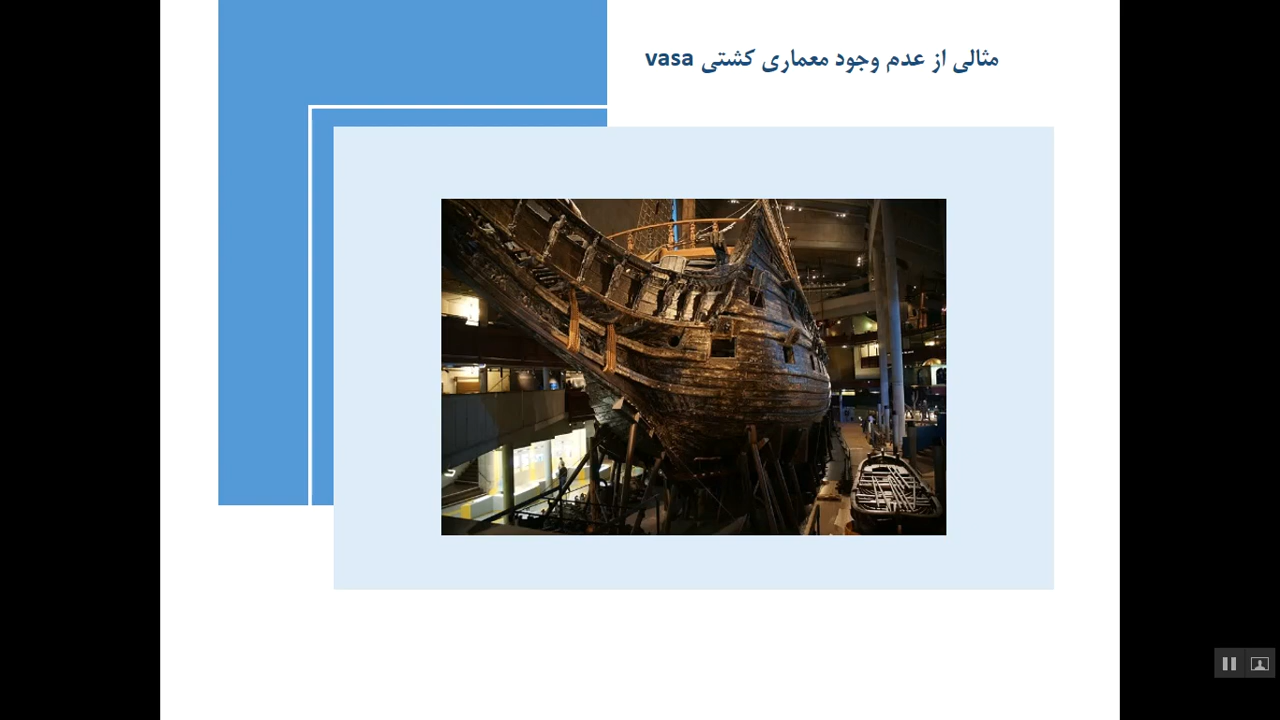 مثالی از عدم وجود معماری کشتی vasa